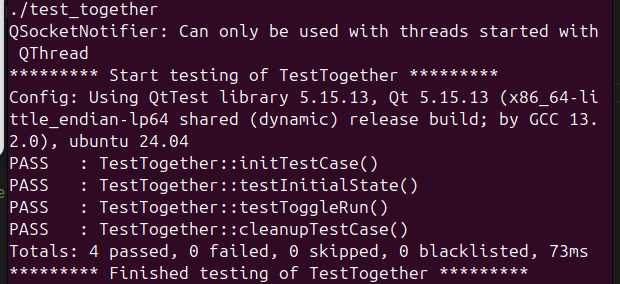 ./test_together
QSocketNotifier: Can only be used with threads started with
 QThread
********* Start testing of TestTogether *********
Config: Using QtTest library 5.15.13, Qt 5.15.13 (x86_64-li
ttle_endian-lp64 shared (dynamic) release build; by GCC 13.
2.0), ubuntu 24.04
PASS   : TestTogether::initTestCase()
PASS   : TestTogether::testInitialState()
PASS   : TestTogether::testToggleRun()
PASS   : TestTogether::cleanupTestCase()
Totals: 4 passed, 0 failed, 0 skipped, 0 blacklisted, 73ms
********* Finished testing of TestTogether *********